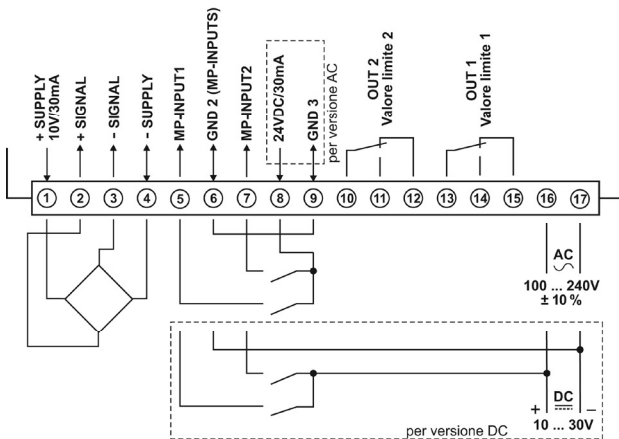 + SUPPLY
10V/30mA
+ SIGNAL
- SIGNAL
- SUPPLY
MP-INPUT1
GND 2 (MP-INPUTS)
MP-INPUT2
24VDC/30mA
GND 3
per versione AC
OUT 2
Valore limite 2
OUT 1
Valore limite 1
1 2 3 4 5 6 7 8 9 10 11 12 13 14 15 16 17
AC
100 ... 240V
± 10 %
+ DC −
10 ... 30V
per versione DC